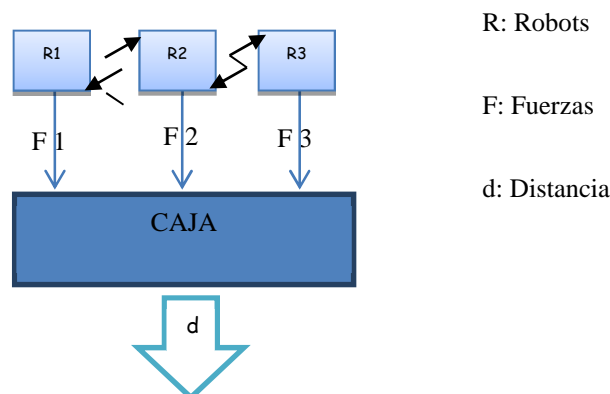 R1 R2 R3
F 1 F 2 F 3
CAJA
d
R: Robots
F: Fuerzas
d: Distancia